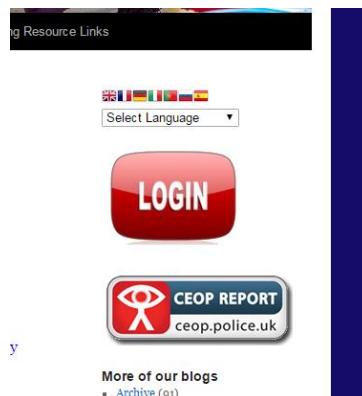 ng Resource Links
Select Language
LOGIN
CEOP REPORT
ceop.police.uk
y
More of our blogs
Archive (91)